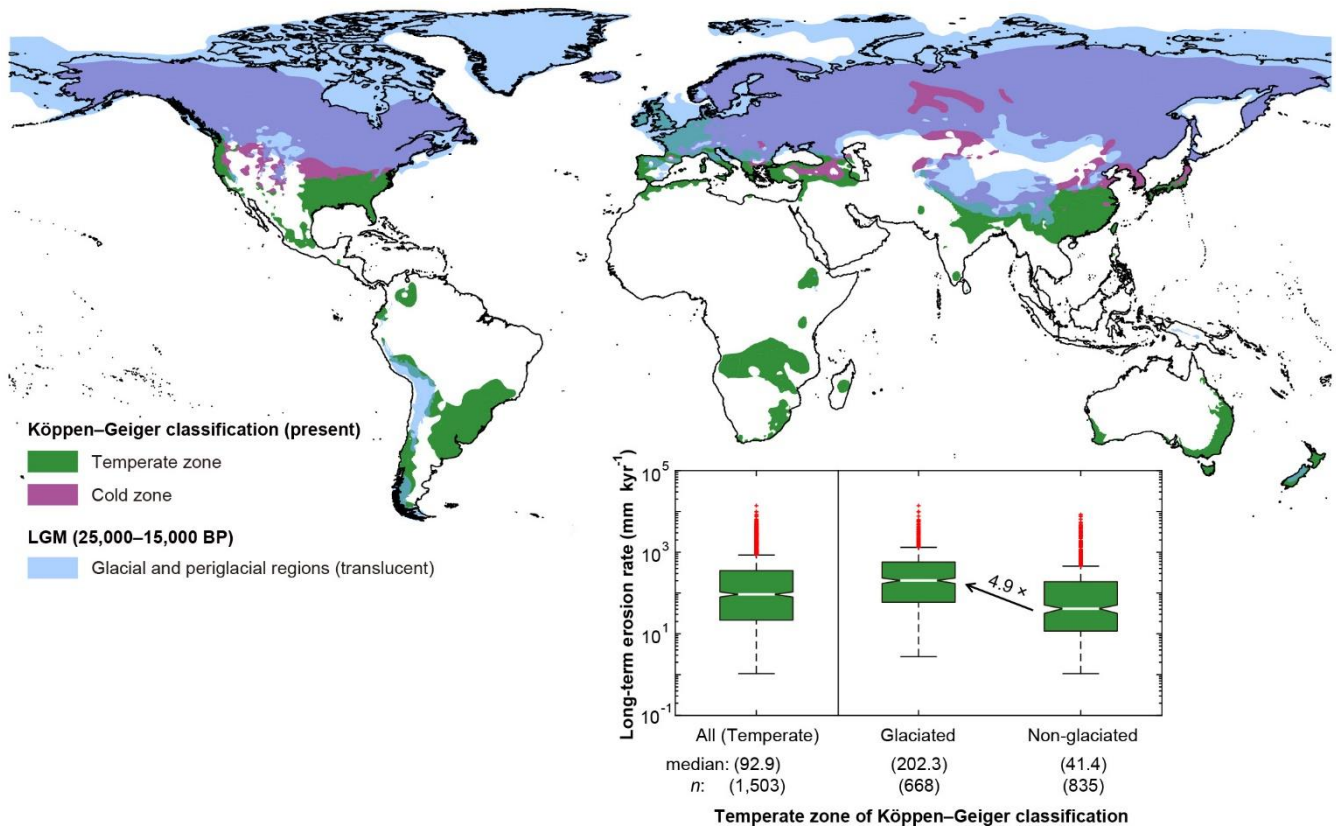 Köppen–Geiger classification (present)
Temperate zone
Cold zone
LGM (25,000–15,000 BP)
Glacial and periglacial regions (translucent)
Long-term erosion rate (mm kyr-1)
10^5
10^3
10^1
10^-1
4.9 ×
All (Temperate) Glaciated Non-glaciated
median: (92.9) (202.3) (41.4)
n: (1,503) (668) (835)
Temperate zone of Köppen–Geiger classification